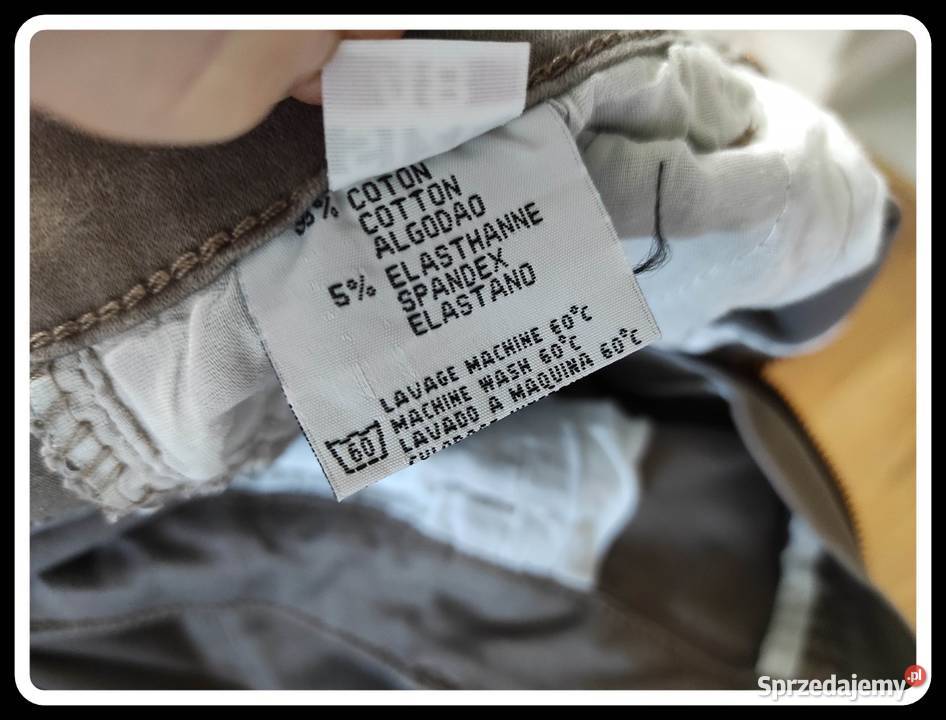 % COTON
COTTON
ALGODAO
5% ELASTHANNE
SPANDEX
ELASTANO
LAVAGE MACHINE 60°C
MACHINE WASH 60°C
LAVADO A MAQUINA 60°C
60
Sprzedajemy.pl